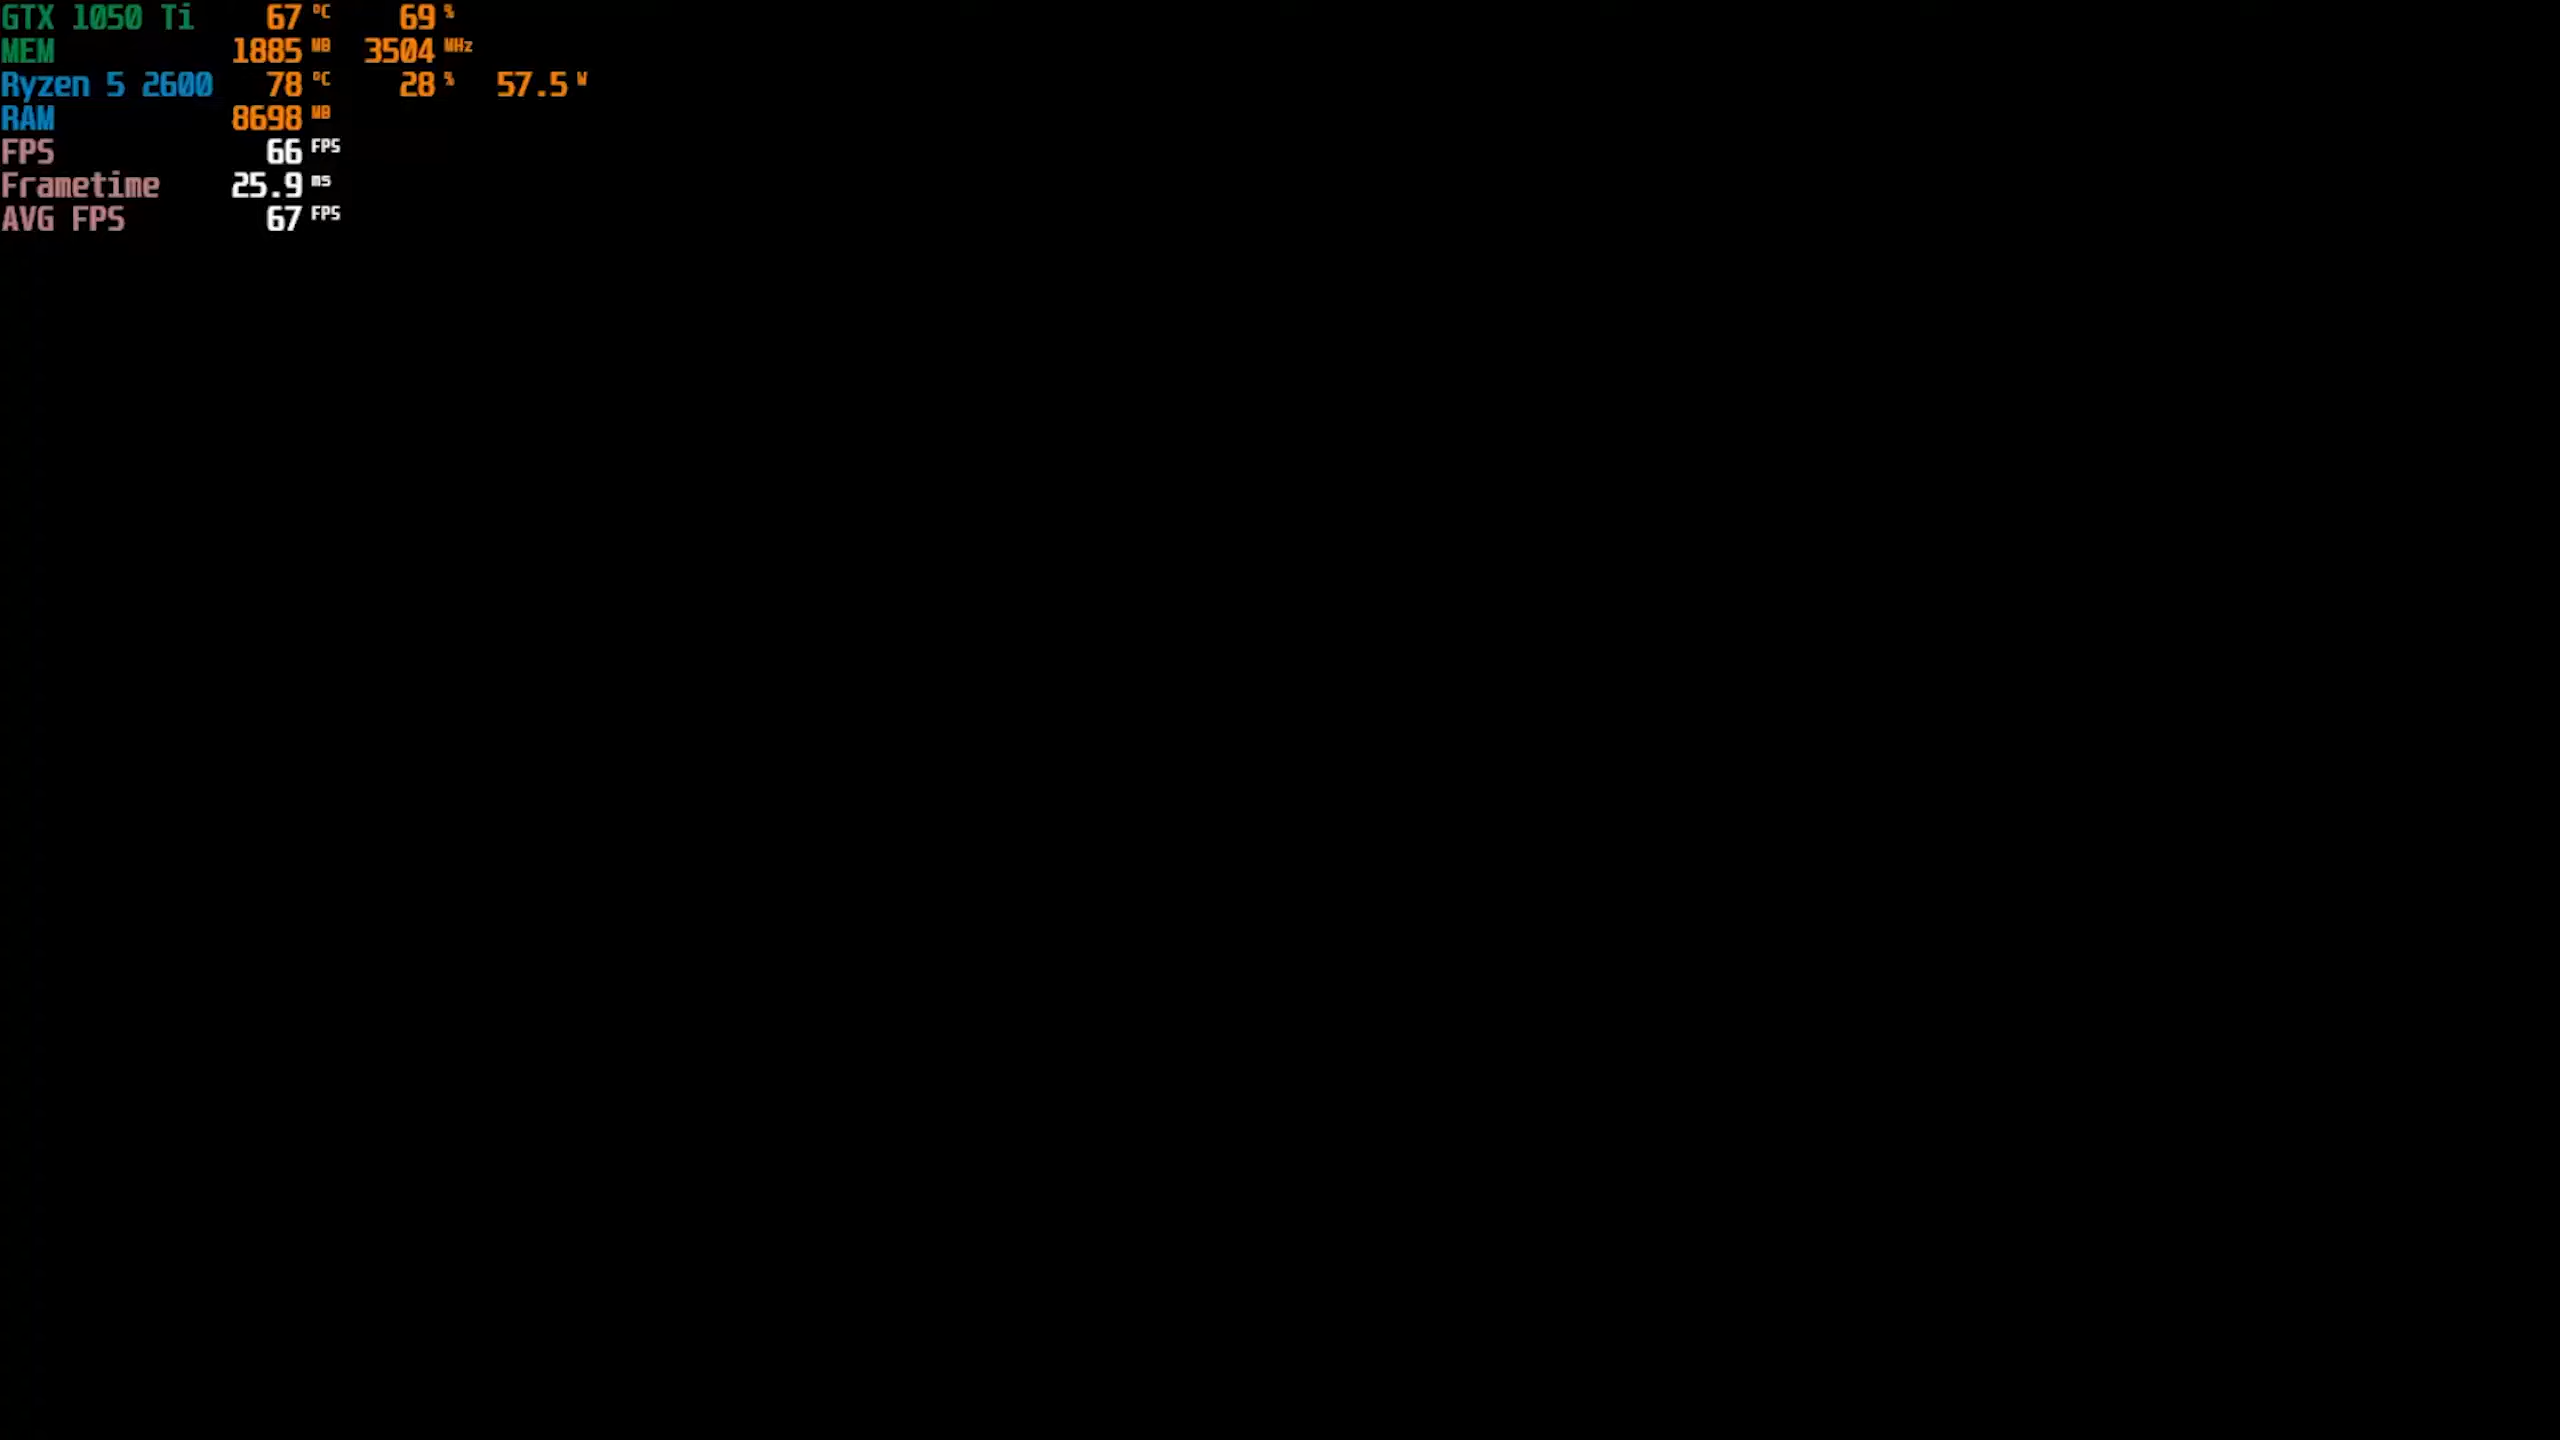 GTX 1050 Ti 67 °C 69 %
MEM 1885 MB 3504 MHz
Ryzen 5 2600 78 °C 28 % 57.5 W
RAM 8698 MB
FPS 66 FPS
Frametime 25.9 ms
AVG FPS 67 FPS